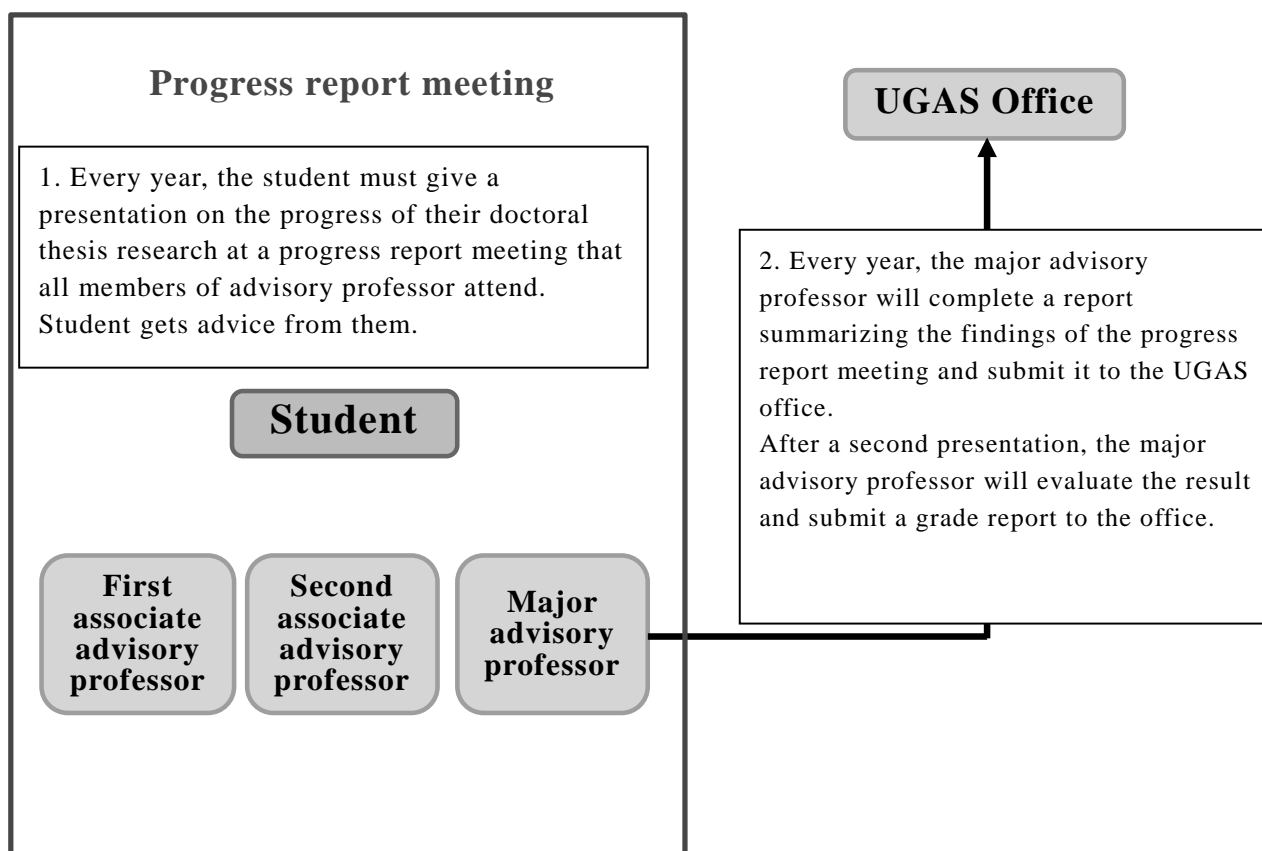 Progress report meeting
1. Every year, the student must give a
presentation on the progress of their doctoral
thesis research at a progress report meeting that
all members of advisory professor attend.
Student gets advice from them.
Student
First
associate
advisory
professor
Second
associate
advisory
professor
Major
advisory
professor
UGAS Office
2. Every year, the major advisory
professor will complete a report
summarizing the findings of the progress
report meeting and submit it to the UGAS
office.
After a second presentation, the major
advisory professor will evaluate the result
and submit a grade report to the office.